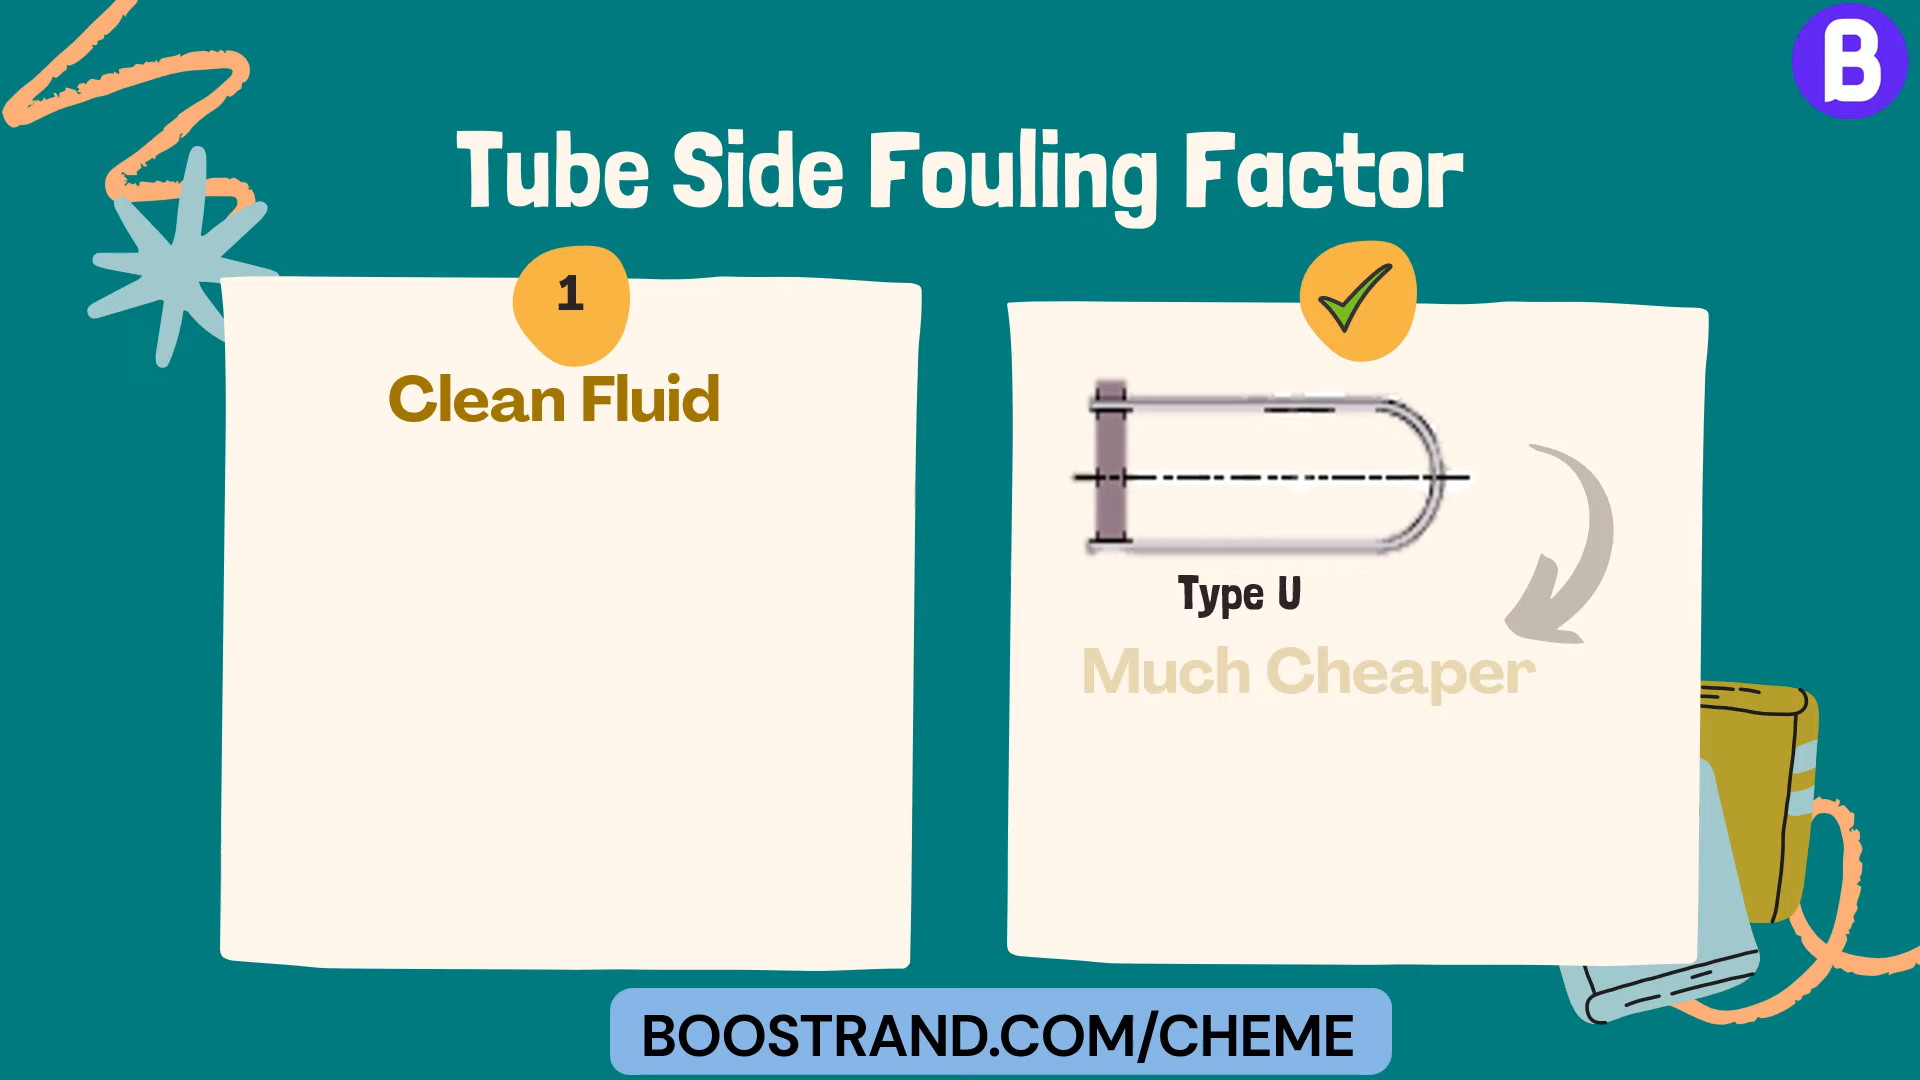 B
Tube Side Fouling Factor
1
Clean Fluid
Type U
Much Cheaper
BOOSTRAND.COM/CHEME